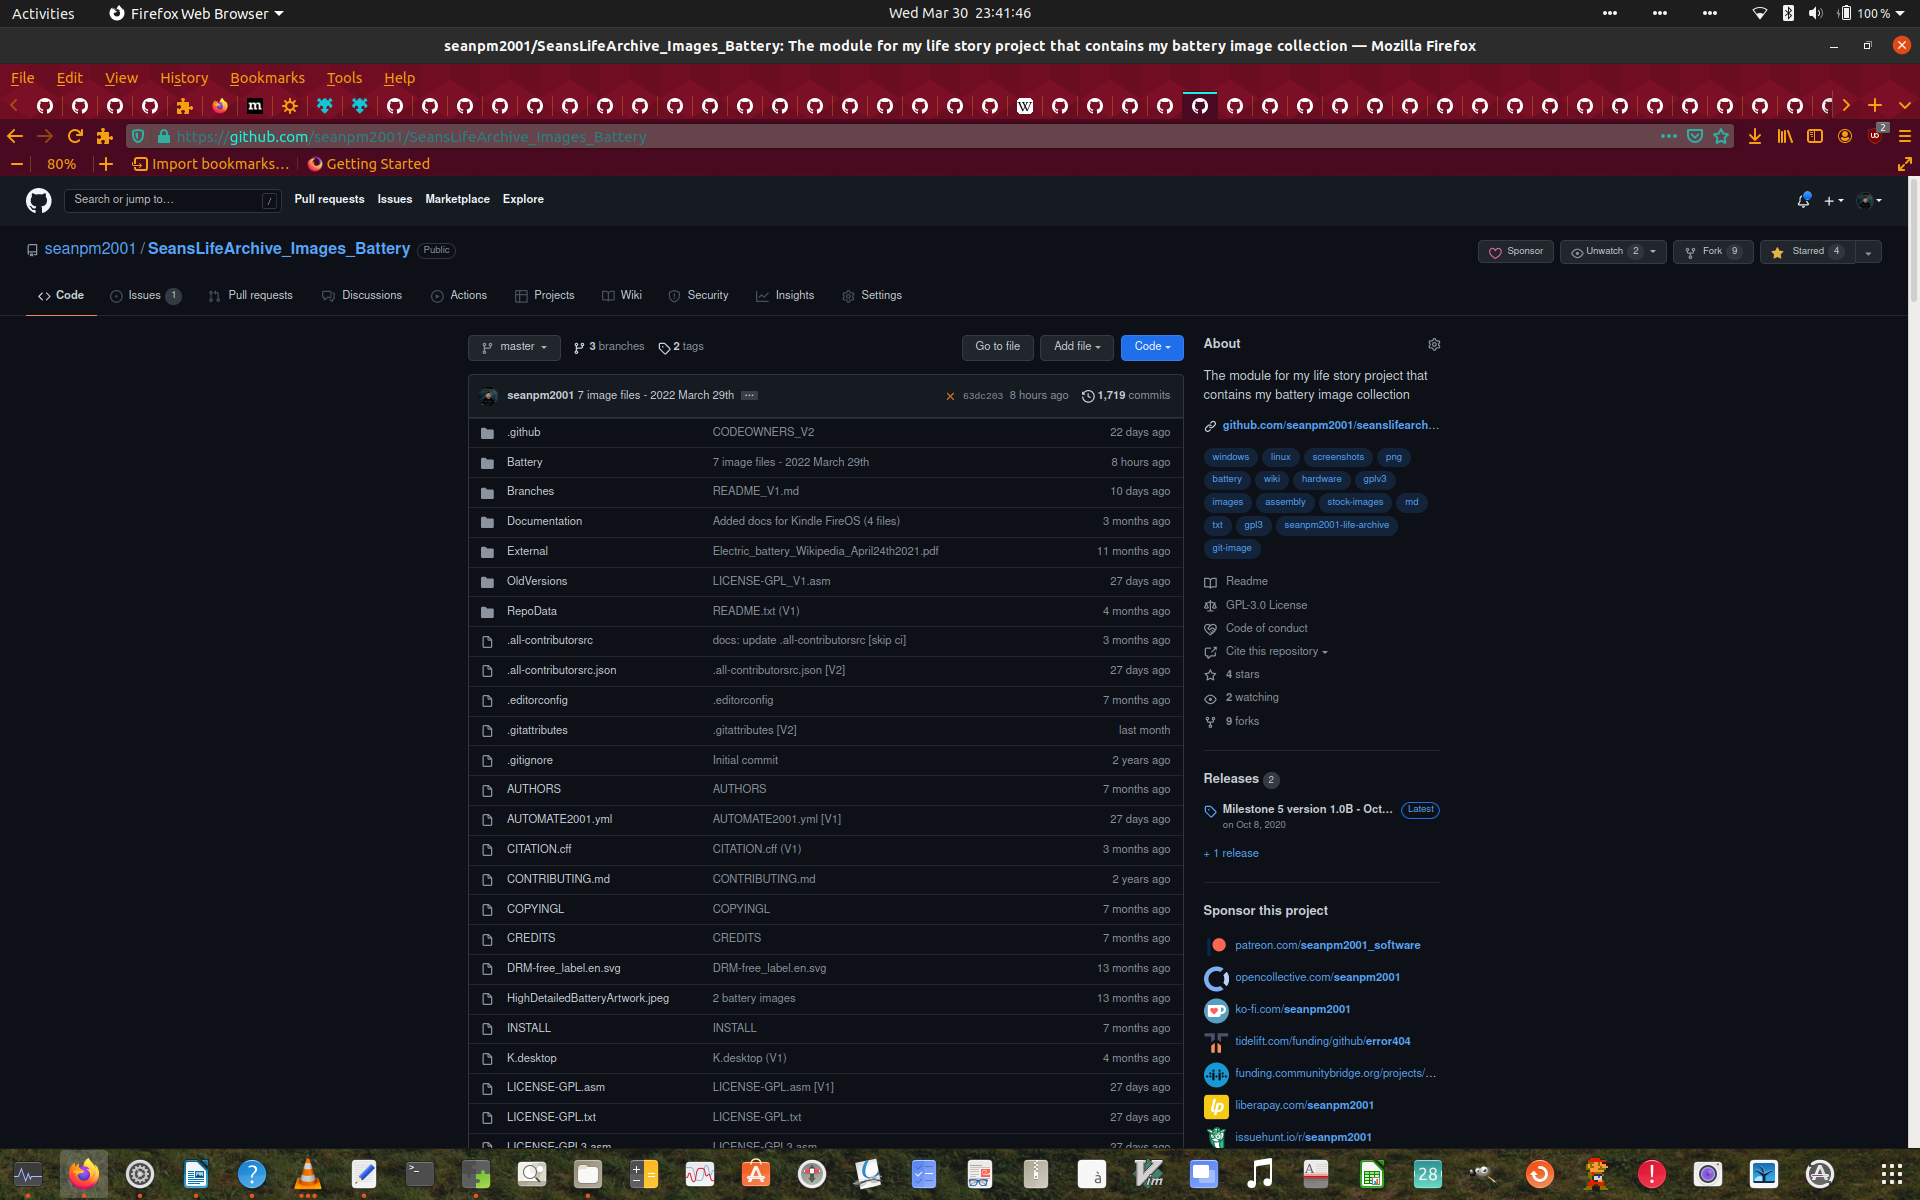 Activities Firefox Web Browser Wed Mar 30 23:41:46 100 %
seanpm2001/SeansLifeArchive_Images_Battery: The module for my life story project that contains my battery image collection — Mozilla Firefox
File Edit View History Bookmarks Tools Help
https://github.com/seanpm2001/SeansLifeArchive_Images_Battery 2
80% Import bookmarks... Getting Started
Search or jump to... / Pull requests Issues Marketplace Explore
seanpm2001 / SeansLifeArchive_Images_Battery Public Sponsor Unwatch 2 Fork 9 Starred 4
Code Issues 1 Pull requests Discussions Actions Projects Wiki Security Insights Settings
master 3 branches 2 tags Go to file Add file Code
seanpm2001 7 image files - 2022 March 29th ... 63dc203 8 hours ago 1,719 commits
.github CODEOWNERS_V2 22 days ago
Battery 7 image files - 2022 March 29th 8 hours ago
Branches README_V1.md 10 days ago
Documentation Added docs for Kindle FireOS (4 files) 3 months ago
External Electric_battery_Wikipedia_April24th2021.pdf 11 months ago
OldVersions LICENSE-GPL_V1.asm 27 days ago
RepoData README.txt (V1) 4 months ago
.all-contributorsrc docs: update .all-contributorsrc [skip ci] 3 months ago
.all-contributorsrc.json .all-contributorsrc.json [V2] 27 days ago
.editorconfig .editorconfig 7 months ago
.gitattributes .gitattributes [V2] last month
.gitignore Initial commit 2 years ago
AUTHORS AUTHORS 7 months ago
AUTOMATE2001.yml AUTOMATE2001.yml [V1] 27 days ago
CITATION.cff CITATION.cff (V1) 3 months ago
CONTRIBUTING.md CONTRIBUTING.md 2 years ago
COPYINGL COPYINGL 7 months ago
CREDITS CREDITS 7 months ago
DRM-free_label.en.svg DRM-free_label.en.svg 13 months ago
HighDetailedBatteryArtwork.jpeg 2 battery images 13 months ago
INSTALL INSTALL 7 months ago
K.desktop K.desktop (V1) 4 months ago
LICENSE-GPL.asm LICENSE-GPL.asm [V1] 27 days ago
LICENSE-GPL.txt LICENSE-GPL.txt 27 days ago
LICENSE-GPL3.asm LICENSE-GPL3.asm 27 days ago
About
The module for my life story project that
contains my battery image collection
github.com/seanpm2001/seanslifearch...
windows linux screenshots png
battery wiki hardware gplv3
images assembly stock-images md
txt gpl3 seanpm2001-life-archive
git-image
Readme
GPL-3.0 License
Code of conduct
Cite this repository
4 stars
2 watching
9 forks
Releases 2
Milestone 5 version 1.0B - Oct... Latest
on Oct 8, 2020
+ 1 release
Sponsor this project
patreon.com/seanpm2001_software
opencollective.com/seanpm2001
ko-fi.com/seanpm2001
tidelift.com/funding/github/error404
funding.communitybridge.org/projects/...
liberapay.com/seanpm2001
issuehunt.io/r/seanpm2001
28